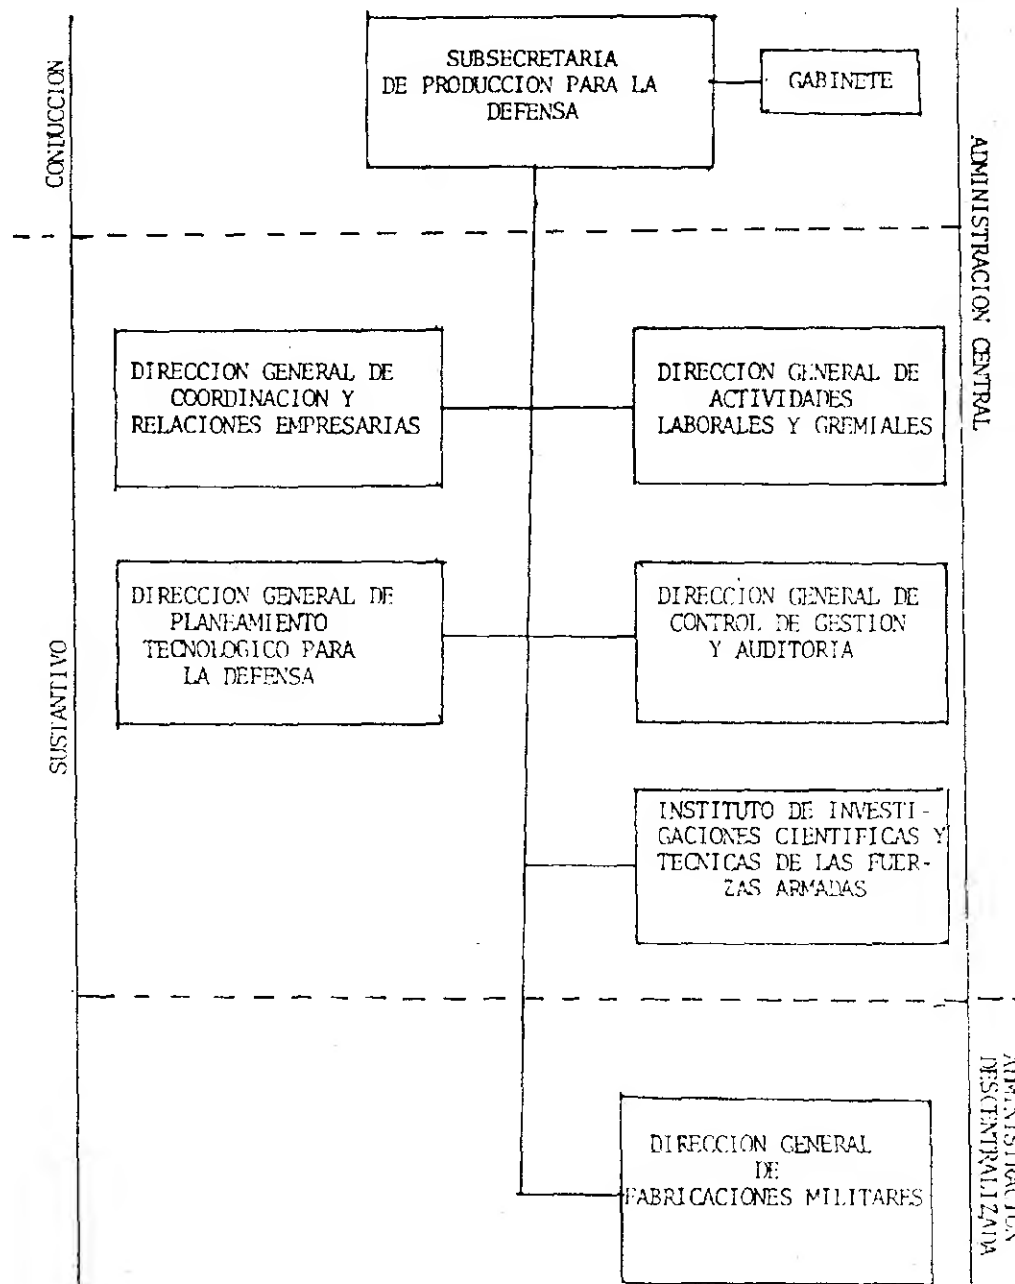 CONDUCCION
SUBSECRETARIA
DE PRODUCCION PARA LA
DEFENSA
GABINETE
ADMINISTRACION CENTRAL
DIRECCION GENERAL DE
COORDINACION Y
RELACIONES EMPRESARIAS
DIRECCION GENERAL DE
ACTIVIDADES
LABORALES Y GREMIALES
SUSTANTIVO
DIRECCION GENERAL DE
PLANEAMIENTO
TECNOLOGICO PARA
LA DEFENSA
DIRECCION GENERAL DE
CONTROL DE GESTION
Y AUDITORIA
INSTITUTO DE INVESTI-
GACIONES CIENTIFICAS Y
TECNICAS DE LAS FUER-
ZAS ARMADAS
ADMINISTRACION
DESCENTRALIZADA
DIRECCION GENERAL
DE
FABRICACIONES MILITARES